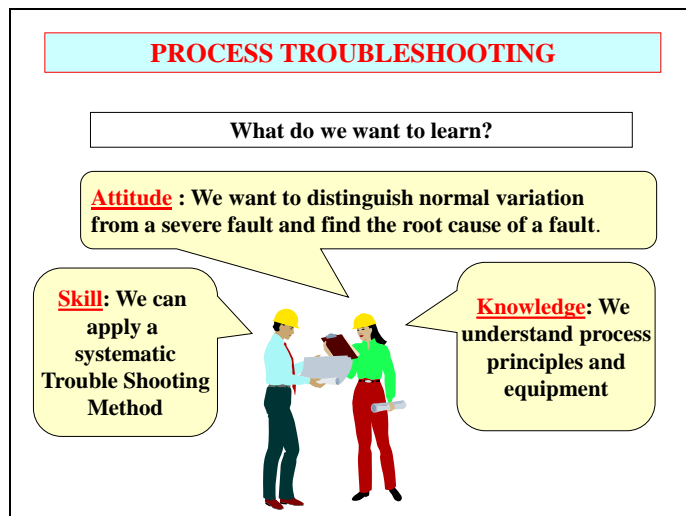 PROCESS TROUBLESHOOTING
What do we want to learn?
Attitude : We want to distinguish normal variation
from a severe fault and find the root cause of a fault.
Skill: We can
apply a
systematic
Trouble Shooting
Method
Knowledge: We
understand process
principles and
equipment